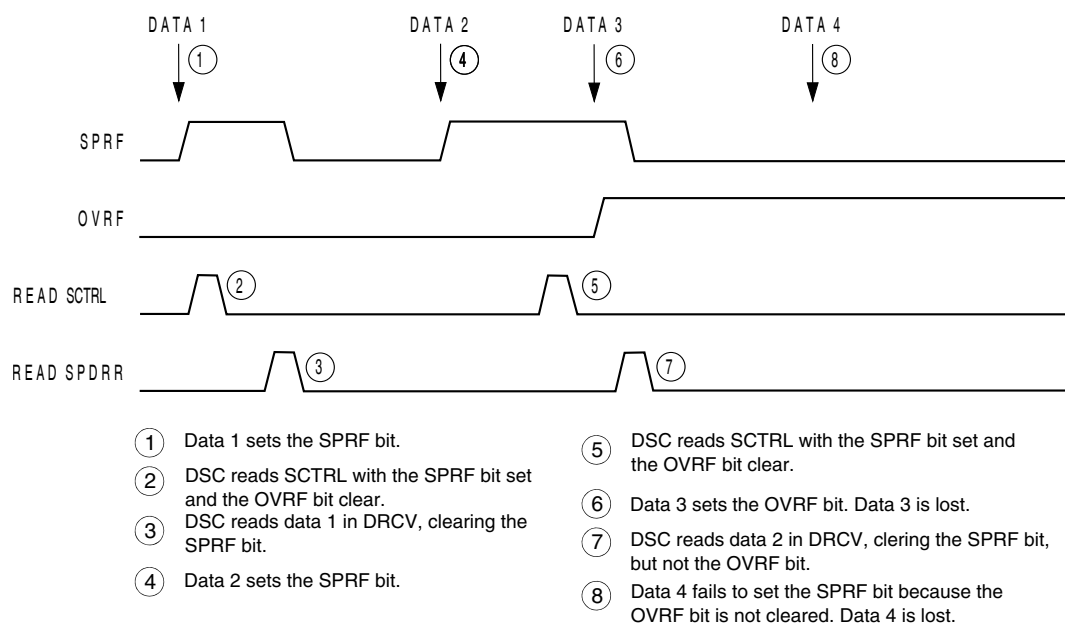 DATA 1 DATA 2 DATA 3 DATA 4
1 4 6 8
SPRF
OVRF
READ SCTRL 2 5
READ SPDRR 3 7
1 Data 1 sets the SPRF bit.
2 DSC reads SCTRL with the SPRF bit set
and the OVRF bit clear.
3 DSC reads data 1 in DRCV, clearing the
SPRF bit.
4 Data 2 sets the SPRF bit.
5 DSC reads SCTRL with the SPRF bit set and
the OVRF bit clear.
6 Data 3 sets the OVRF bit. Data 3 is lost.
7 DSC reads data 2 in DRCV, clering the SPRF bit,
but not the OVRF bit.
8 Data 4 fails to set the SPRF bit because the
OVRF bit is not cleared. Data 4 is lost.